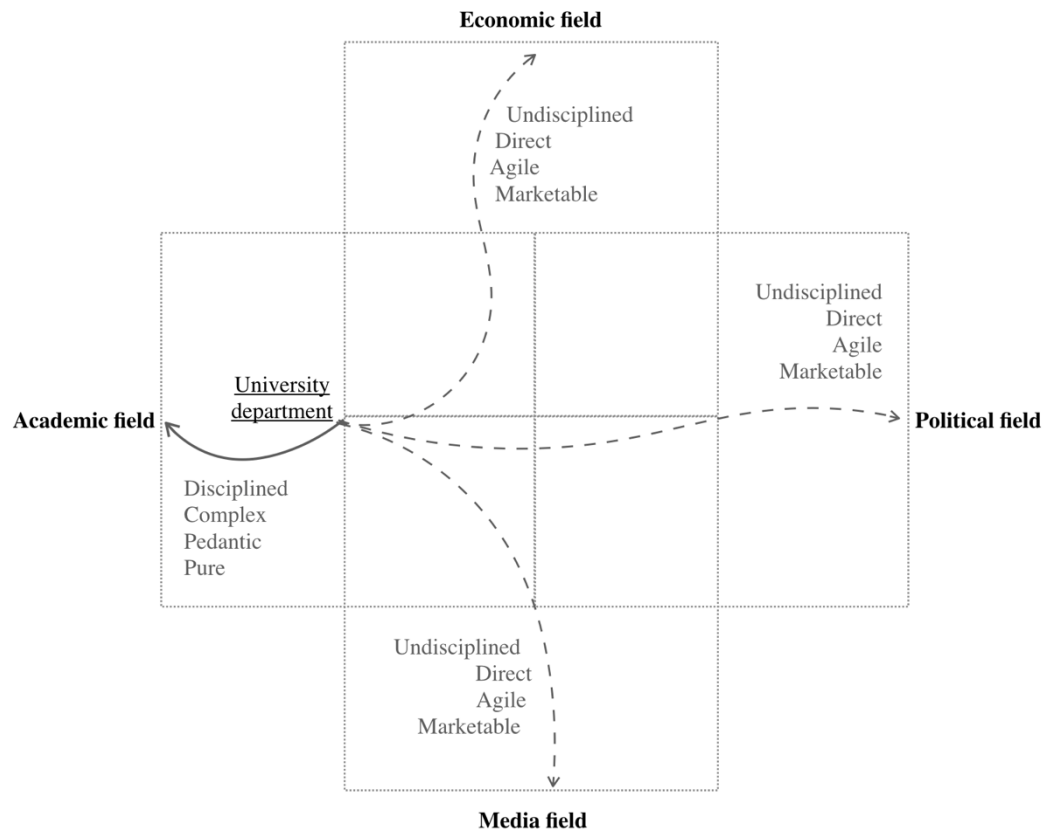 Economic field
Undisciplined
Direct
Agile
Marketable
Undisciplined
Direct
Agile
Marketable
University
department
Academic field
Political field
Disciplined
Complex
Pedantic
Pure
Undisciplined
Direct
Agile
Marketable
Media field